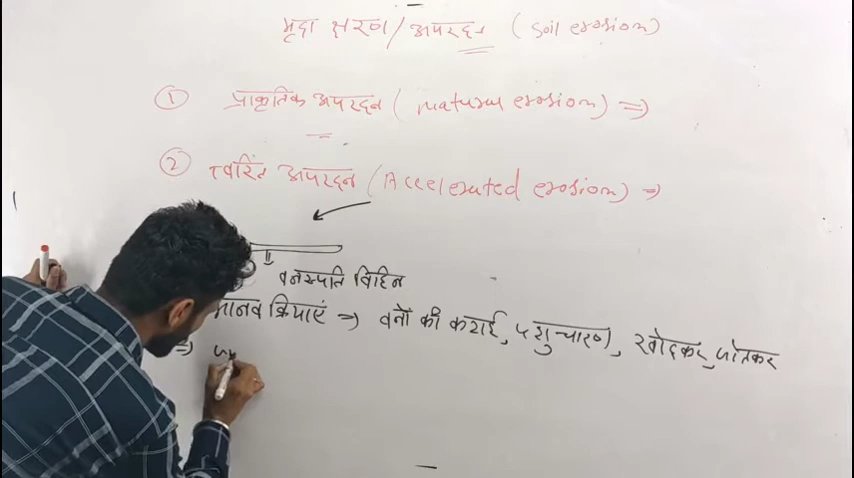 मृदा क्षरण/अपरदन (Soil erosion)
① प्राकृतिक अपरदन (natural erosion) ⇒
② त्वरित अपरदन (Accelerated erosion) ⇒
वनस्पति विहिन
मानव क्रियाएं ⇒ वनों की कटाई, पशुचारण, खोदकर, जोतकर
⇒